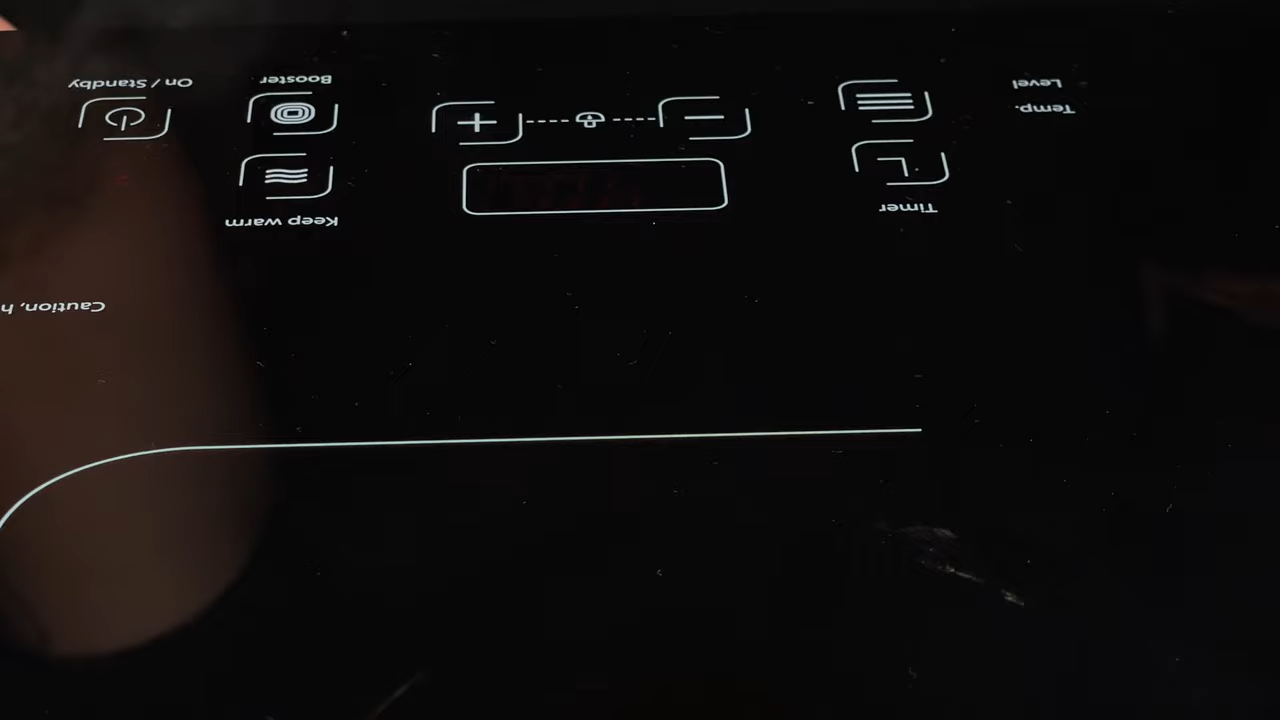 Timer
Keep warm
Temp.
Level
Booster
On / Standby
Caution, h